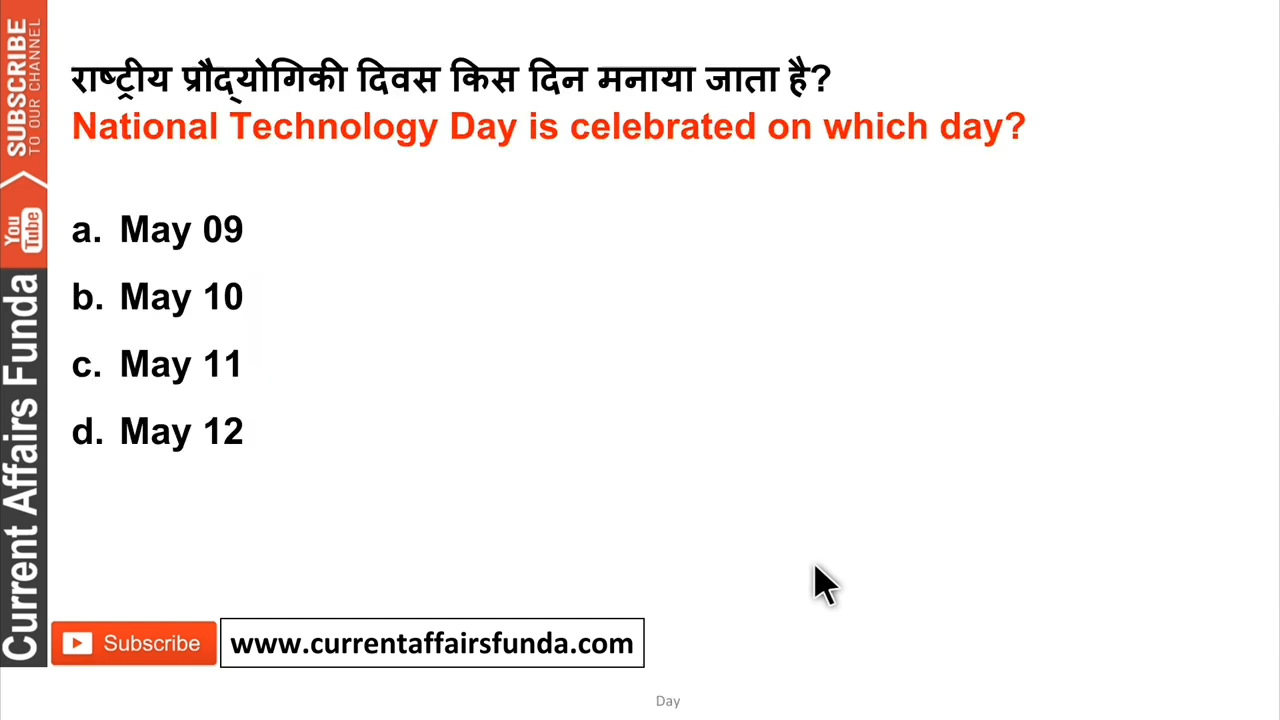 राष्ट्रीय प्रौद्योगिकी दिवस किस दिन मनाया जाता है?
National Technology Day is celebrated on which day?
a. May 09
b. May 10
c. May 11
d. May 12
SUBSCRIBE
TO OUR CHANNEL
You
Tube
Current Affairs Funda
Subscribe
www.currentaffairsfunda.com
Day